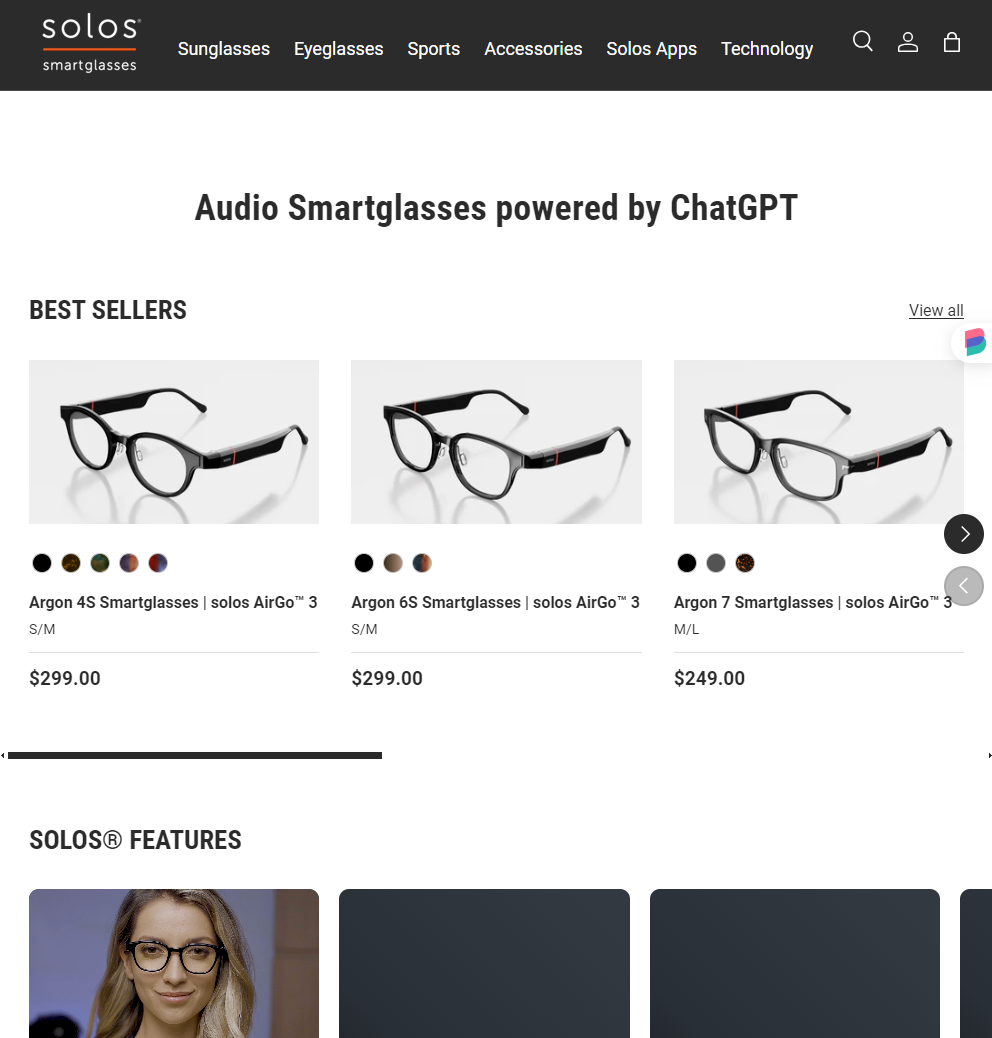 solos®
smartglasses
Sunglasses Eyeglasses Sports Accessories Solos Apps Technology
Audio Smartglasses powered by ChatGPT
BEST SELLERS
View all
Argon 4S Smartglasses | solos AirGo™ 3
S/M
$299.00
Argon 6S Smartglasses | solos AirGo™ 3
S/M
$299.00
Argon 7 Smartglasses | solos AirGo™ 3
M/L
$249.00
SOLOS® FEATURES